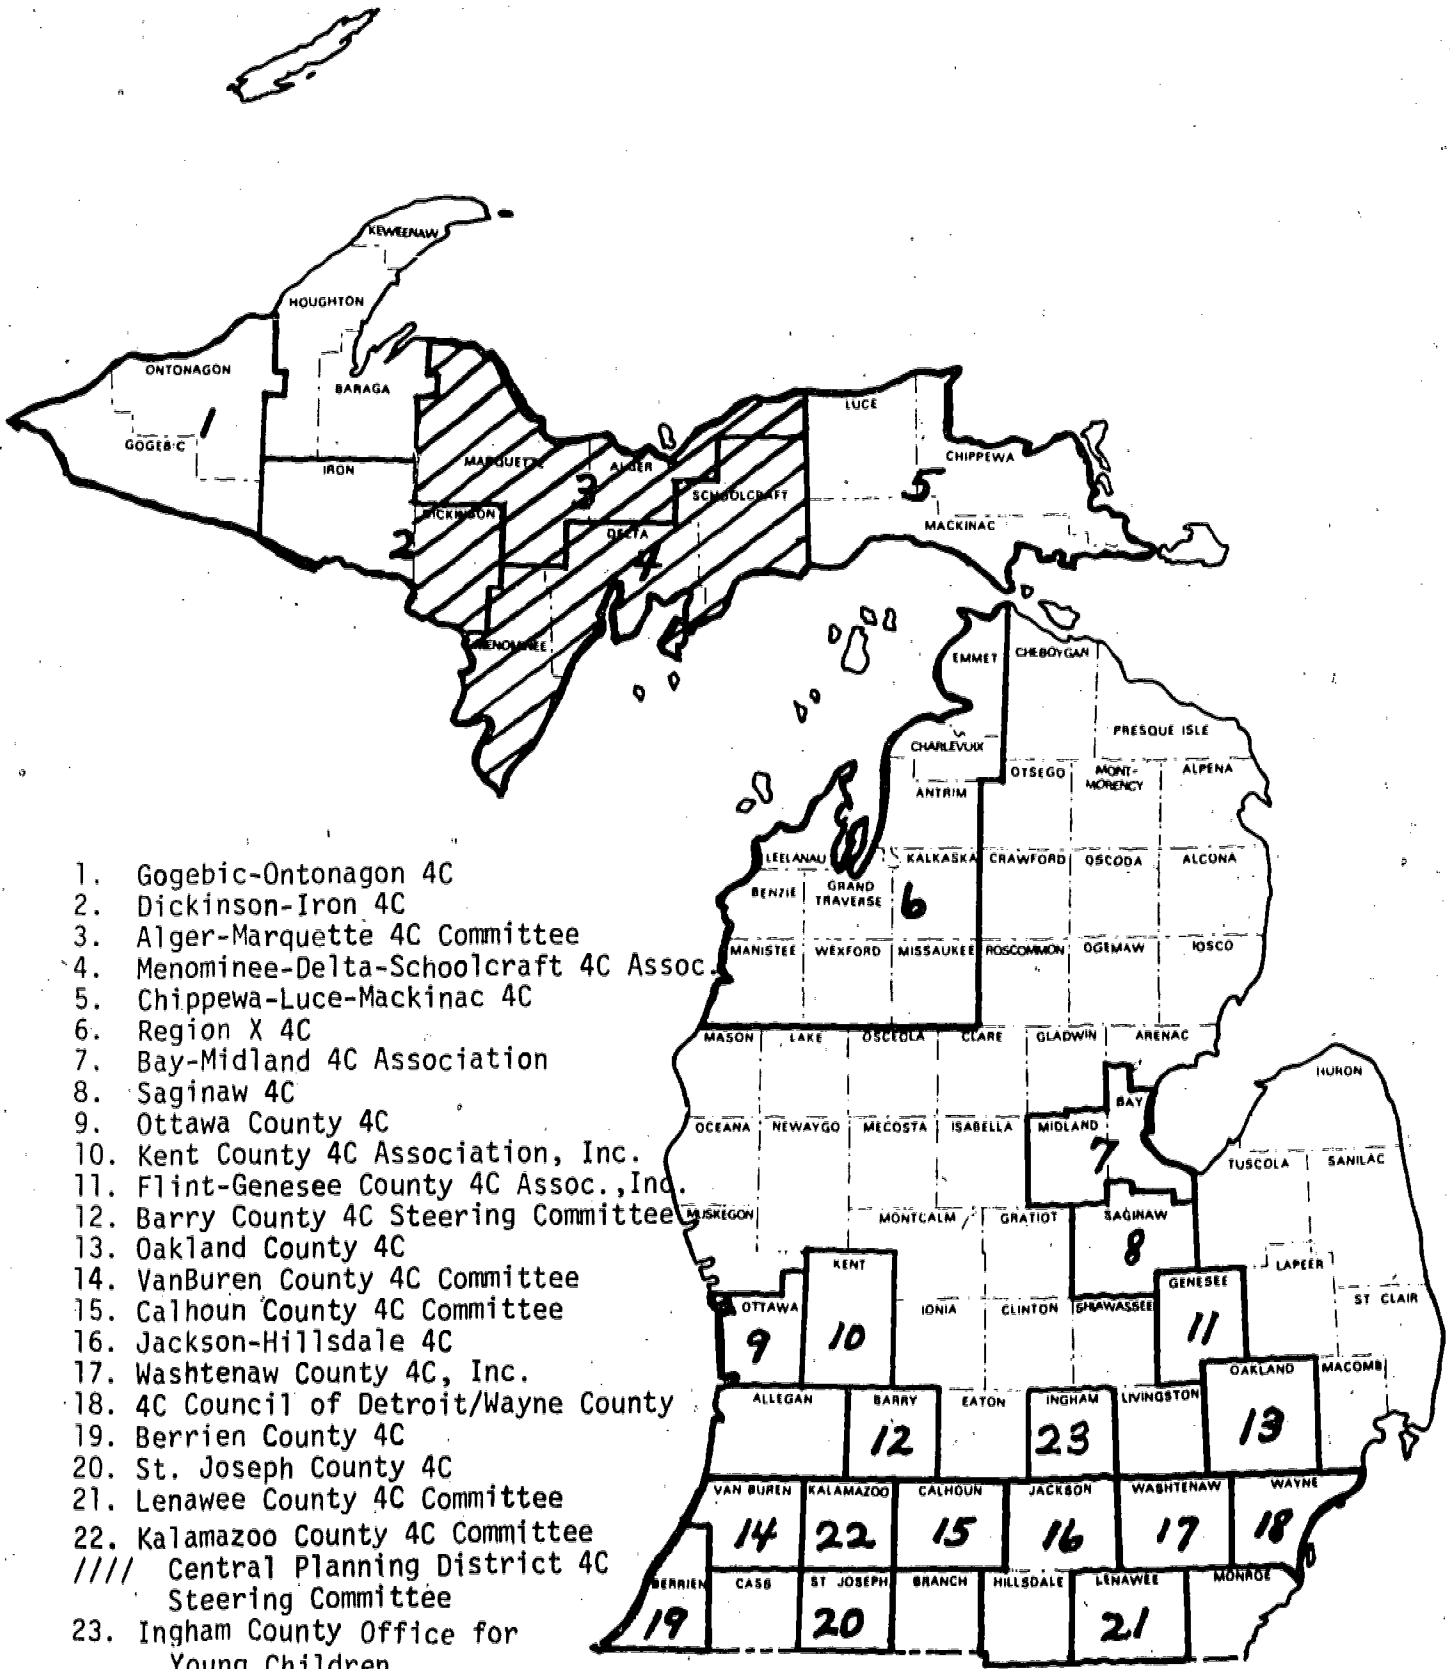 KEWEENAW
HOUGHTON
ONTONAGON
BARAGA
1
GOGEBIC
IRON
LUCE
CHIPPEWA
MARQUETTE
ALGER
3
SCHOOLCRAFT
5
DICKINSON
MACKINAC
2
DELTA
4
MENOMINEE
EMMET
CHEBOYGAN
PRESQUE ISLE
CHARLEVOIX
OTSEGO
MONT-
MORENCY
ALPENA
ANTRIM
LEELANAU
KALKASKA
CRAWFORD
OSCODA
ALCONA
BENZIE
GRAND
TRAVERSE
6
MANISTEE
WEXFORD
MISSAUKEE
ROSCOMMON
OGEMAW
IOSCO
MASON
LAKE
OSCEOLA
CLARE
GLADWIN
ARENAC
HURON
BAY
OCEANA
NEWAYGO
MECOSTA
ISABELLA
MIDLAND
7
TUSCOLA
SANILAC
MUSKEGON
MONTCALM
GRATIOT
SAGINAW
8
KENT
GENESEE
LAPEER
OTTAWA
IONIA
CLINTON
SHIAWASSEE
ST CLAIR
9
10
11
OAKLAND
MACOMB
ALLEGAN
BARRY
EATON
INGHAM
LIVINGSTON
12
23
13
VAN BUREN
KALAMAZOO
CALHOUN
JACKSON
WASHTENAW
WAYNE
14
22
15
16
17
18
BERRIEN
CASS
ST JOSEPH
BRANCH
HILLSDALE
LENAWEE
MONROE
19
20
21
1. Gogebic-Ontonagon 4C
2. Dickinson-Iron 4C
3. Alger-Marquette 4C Committee
4. Menominee-Delta-Schoolcraft 4C Assoc.
5. Chippewa-Luce-Mackinac 4C
6. Region X 4C
7. Bay-Midland 4C Association
8. Saginaw 4C
9. Ottawa County 4C
10. Kent County 4C Association, Inc.
11. Flint-Genesee County 4C Assoc.,Inc.
12. Barry County 4C Steering Committee
13. Oakland County 4C
14. VanBuren County 4C Committee
15. Calhoun County 4C Committee
16. Jackson-Hillsdale 4C
17. Washtenaw County 4C, Inc.
18. 4C Council of Detroit/Wayne County
19. Berrien County 4C
20. St. Joseph County 4C
21. Lenawee County 4C Committee
22. Kalamazoo County 4C Committee
//// Central Planning District 4C
Steering Committee
23. Ingham County Office for
Young Children